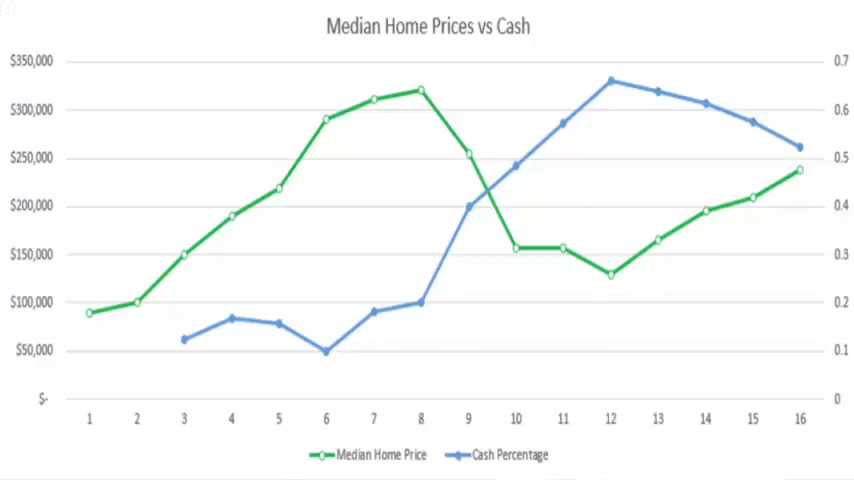 Median Home Prices vs Cash
$350,000 0.7
$300,000 0.6
$250,000 0.5
$200,000 0.4
$150,000 0.3
$100,000 0.2
$50,000 0.1
$- 0
1 2 3 4 5 6 7 8 9 10 11 12 13 14 15 16
Median Home Price Cash Percentage